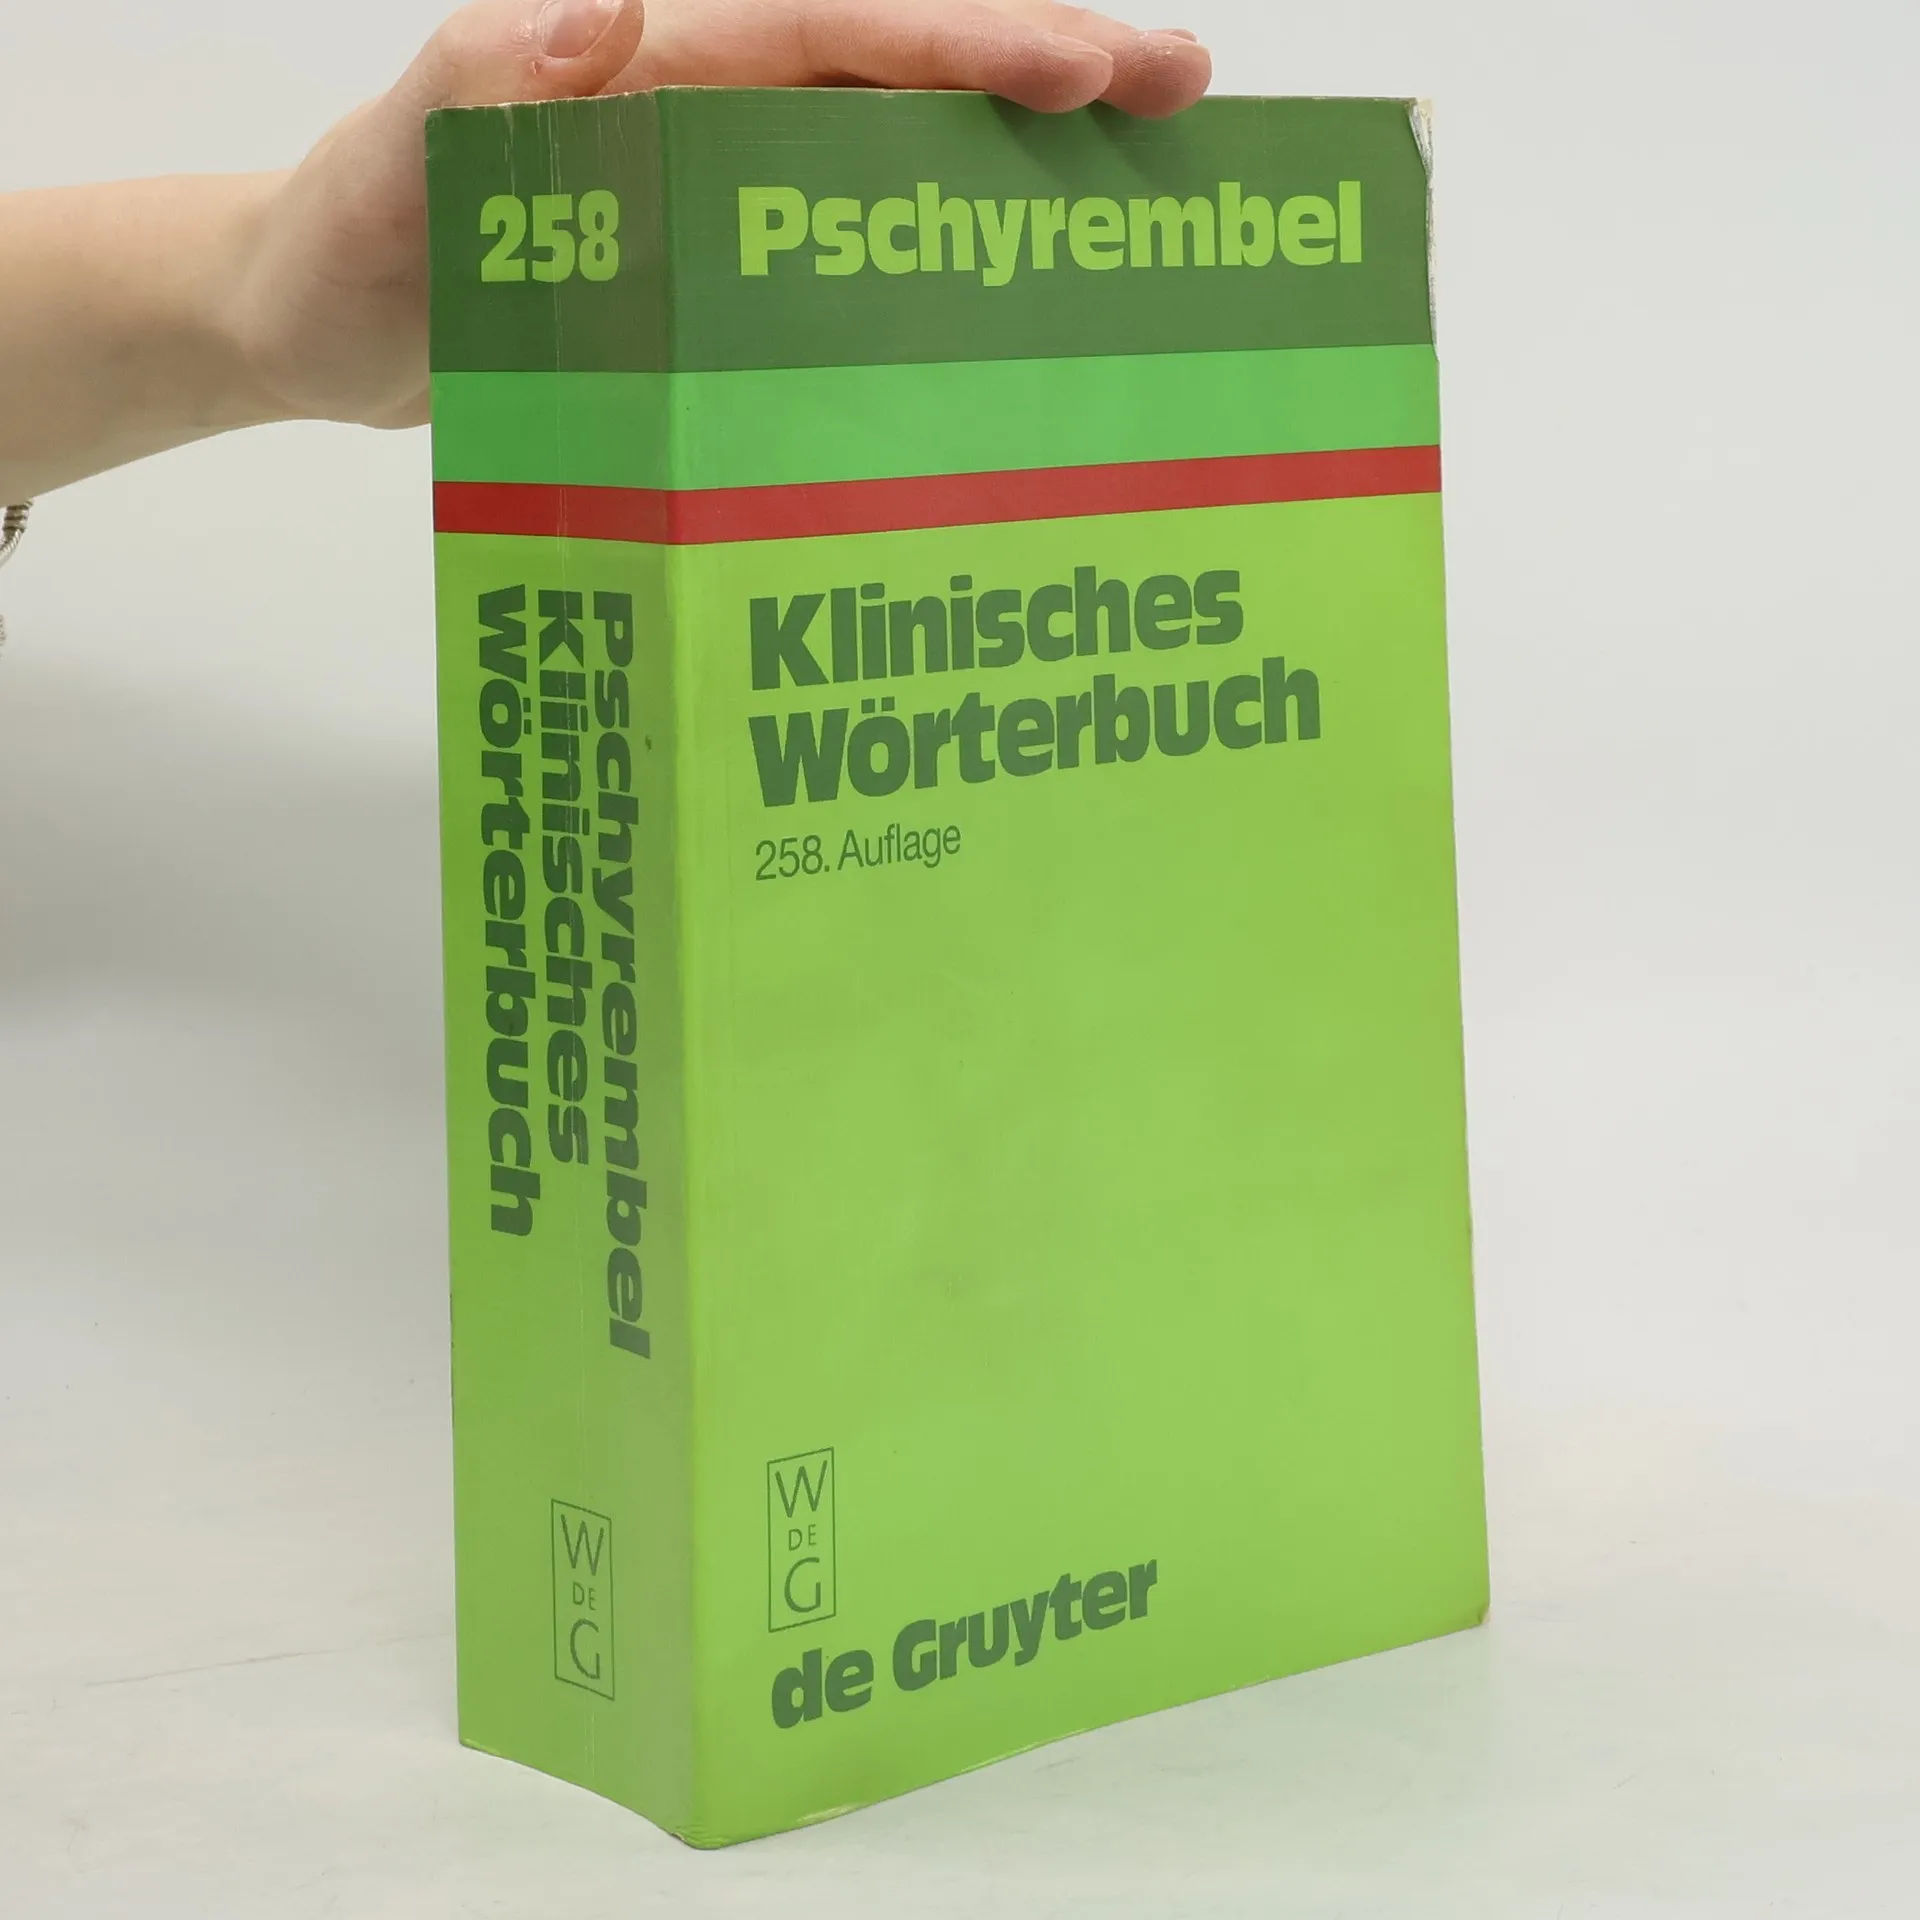 258
Pschyrembel
Klinisches
Wörterbuch
W
DE
G
Pschyrembel
Klinisches
Wörterbuch
258. Auflage
W
DE
G
de Gruyter